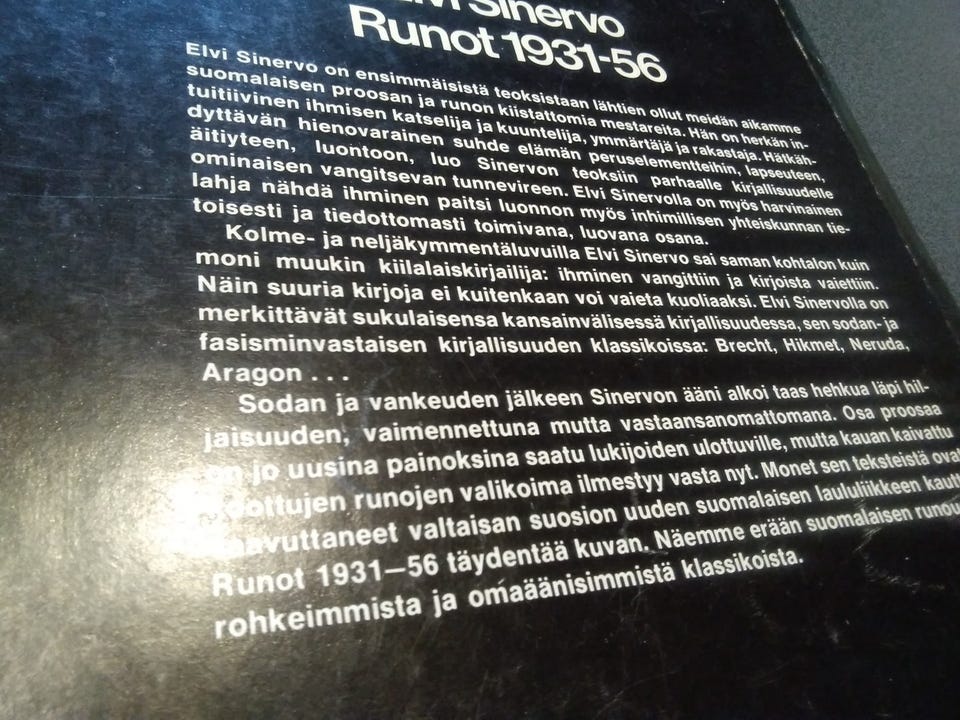 Elvi Sinervo
Runot 1931-56
Elvi Sinervo on ensimmäisistä teoksistaan lähtien ollut meidän aikamme
suomalaisen proosan ja runon kiistattomia mestareita. Hän on herkän in-
tuitiivinen ihmisen katselija ja kuuntelija, ymmärtäjä ja rakastaja. Hätkäh-
dyttävän hienovarainen suhde elämän peruselementteihin, lapseuteen,
äitiyteen, luontoon, luo Sinervon teoksiin parhaalle kirjallisuudelle
ominaisen vangitsevan tunnevireen. Elvi Sinervolla on myös harvinainen
lahja nähdä ihminen paitsi luonnon myös inhimillisen yhteiskunnan tie-
toisesti ja tiedottomasti toimivana, luovana osana.
Kolme- ja neljäkymmentäluvuilla Elvi Sinervo sai saman kohtalon kuin
moni muukin kiilalaiskirjailija: ihminen vangittiin ja kirjoista vaiettiin.
Näin suuria kirjoja ei kuitenkaan voi vaieta kuoliaaksi. Elvi Sinervolla on
merkittävät sukulaisensa kansainvälisessä kirjallisuudessa, sen sodan- ja
fasisminvastaisen kirjallisuuden klassikoissa: Brecht, Hikmet, Neruda,
Aragon . . .
Sodan ja vankeuden jälkeen Sinervon ääni alkoi taas hehkua läpi hil-
jaisuuden, vaimennettuna mutta vastaansanomattomana. Osa proosaa
on jo uusina painoksina saatu lukijoiden ulottuville, mutta kauan kaivattu
runojen valikoima ilmestyy vasta nyt. Monet sen teksteistä ovat
valtaisan suosion uuden suomalaisen laululiikkeen kautt
Runot 1931—56 täydentää kuvan. Näemme erään suomalaisen runou
rohkeimmista ja omaäänisimmistä klassikoista.